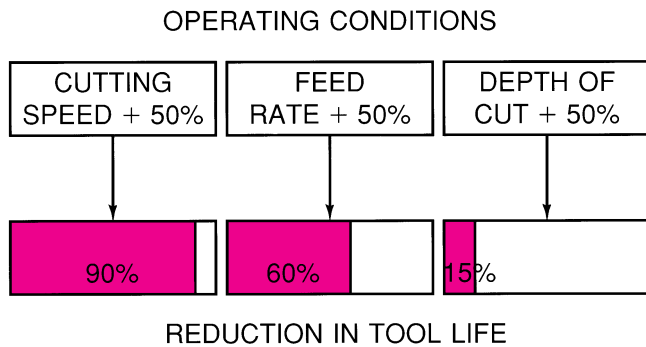 OPERATING CONDITIONS
CUTTING
SPEED + 50%
FEED
RATE + 50%
DEPTH OF
CUT + 50%
90%
60%
15%
REDUCTION IN TOOL LIFE